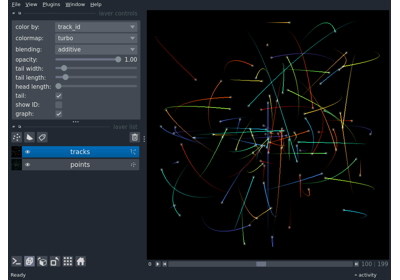 File View Plugins Window Help
layer controls
color by: track_id
colormap: turbo
blending: additive
opacity: 1.00
tail width:
tail length:
head length:
tail:
show ID:
graph:
layer list
tracks
points
100 199
Ready
activity